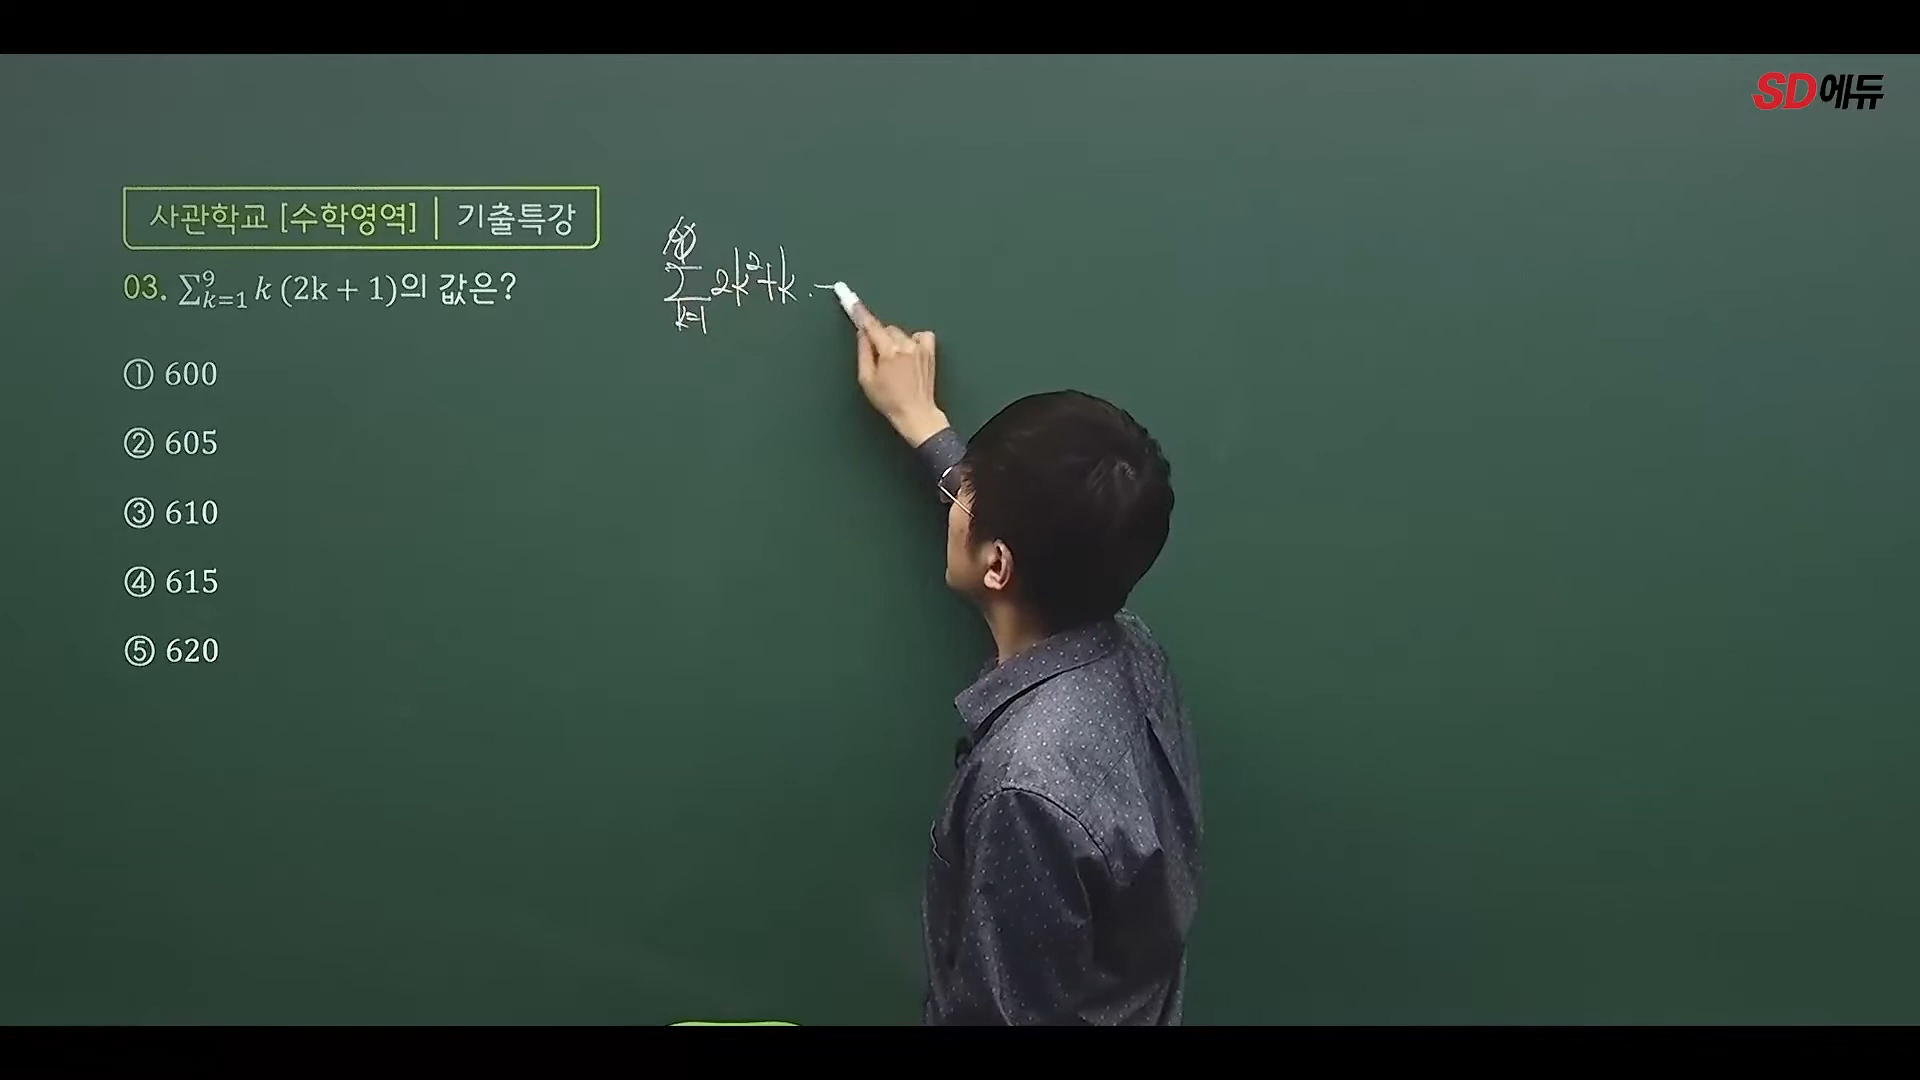 SD에듀
사관학교 [수학영역] | 기출특강
03. ∑_{k=1}^{9} k (2k + 1)의 값은?
① 600
② 605
③ 610
④ 615
⑤ 620
∑_{k=1} 2k²+k